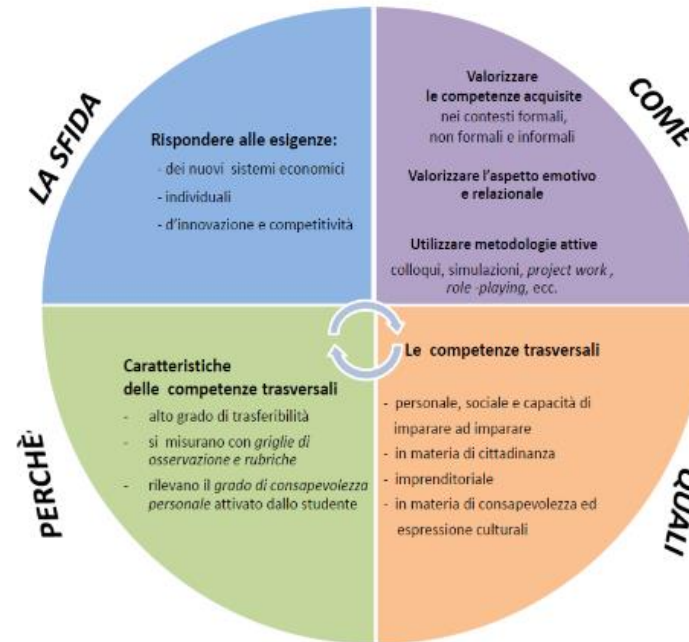 LA SFIDA
Rispondere alle esigenze:
- dei nuovi sistemi economici
- individuali
- d'innovazione e competitività
COME
Valorizzare
le competenze acquisite
nei contesti formali,
non formali e informali
Valorizzare l'aspetto emotivo
e relazionale
Utilizzare metodologie attive
colloqui, simulazioni, project work ,
role -playing, ecc.
PERCHÈ
Caratteristiche
delle competenze trasversali
- alto grado di trasferibilità
- si misurano con griglie di
osservazione e rubriche
- rilevano il grado di consapevolezza
personale attivato dallo studente
QUALI
Le competenze trasversali
- personale, sociale e capacità di
imparare ad imparare
- in materia di cittadinanza
- imprenditoriale
- in materia di consapevolezza ed
espressione culturali